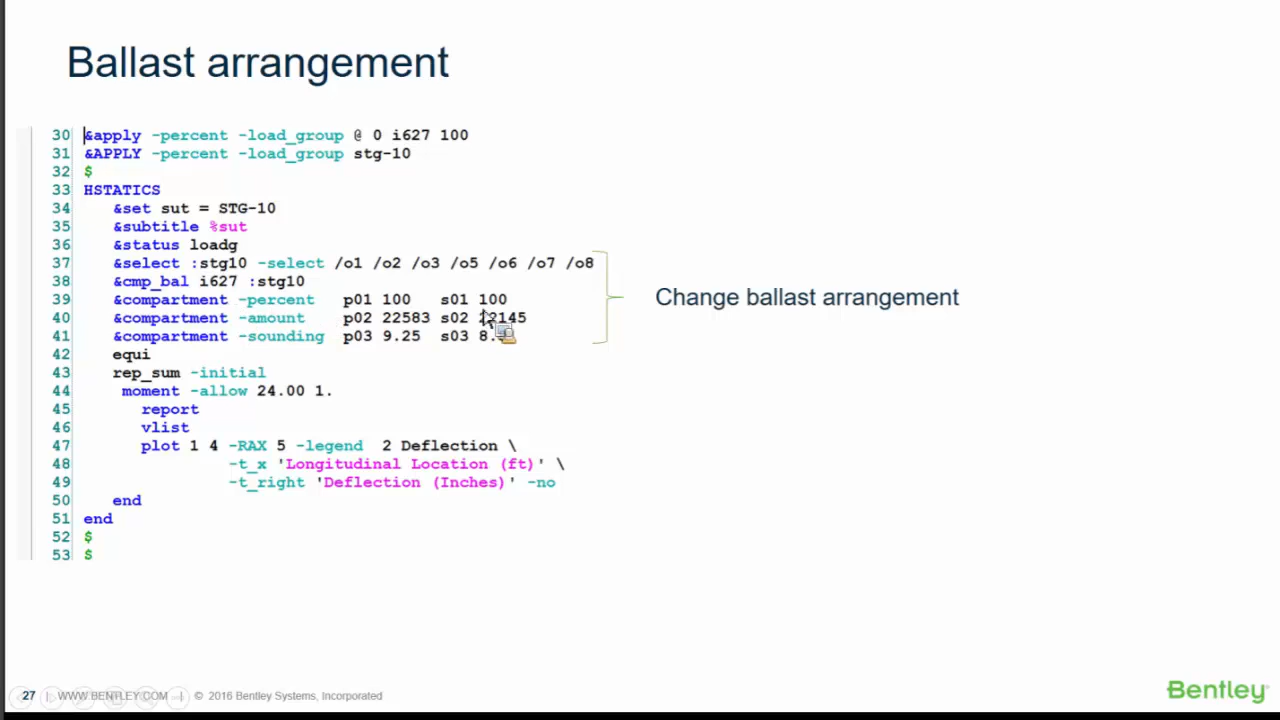 Ballast arrangement
30 &apply -percent -load_group @ 0 i627 100
31 &APPLY -percent -load_group stg-10
32 $
33 HSTATICS
34 &set sut = STG-10
35 &subtitle %sut
36 &status loadg
37 &select :stg10 -select /o1 /o2 /o3 /o5 /o6 /o7 /o8
38 &cmp_bal i627 :stg10
39 &compartment -percent p01 100 s01 100
40 &compartment -amount p02 22583 s02
41 &compartment -sounding p03 9.25 s03
42 equi
43 rep_sum -initial
44 moment -allow 24.00 1.
45 report
46 vlist
47 plot 1 4 -RAX 5 -legend 2 Deflection \
48 -t_x 'Longitudinal Location (ft)' \
49 -t_right 'Deflection (Inches)' -no
50 end
51 end
52 $
53 $
Change ballast arrangement
27 | WWW.BENTLEY.COM | © 2016 Bentley Systems, Incorporated
Bentley